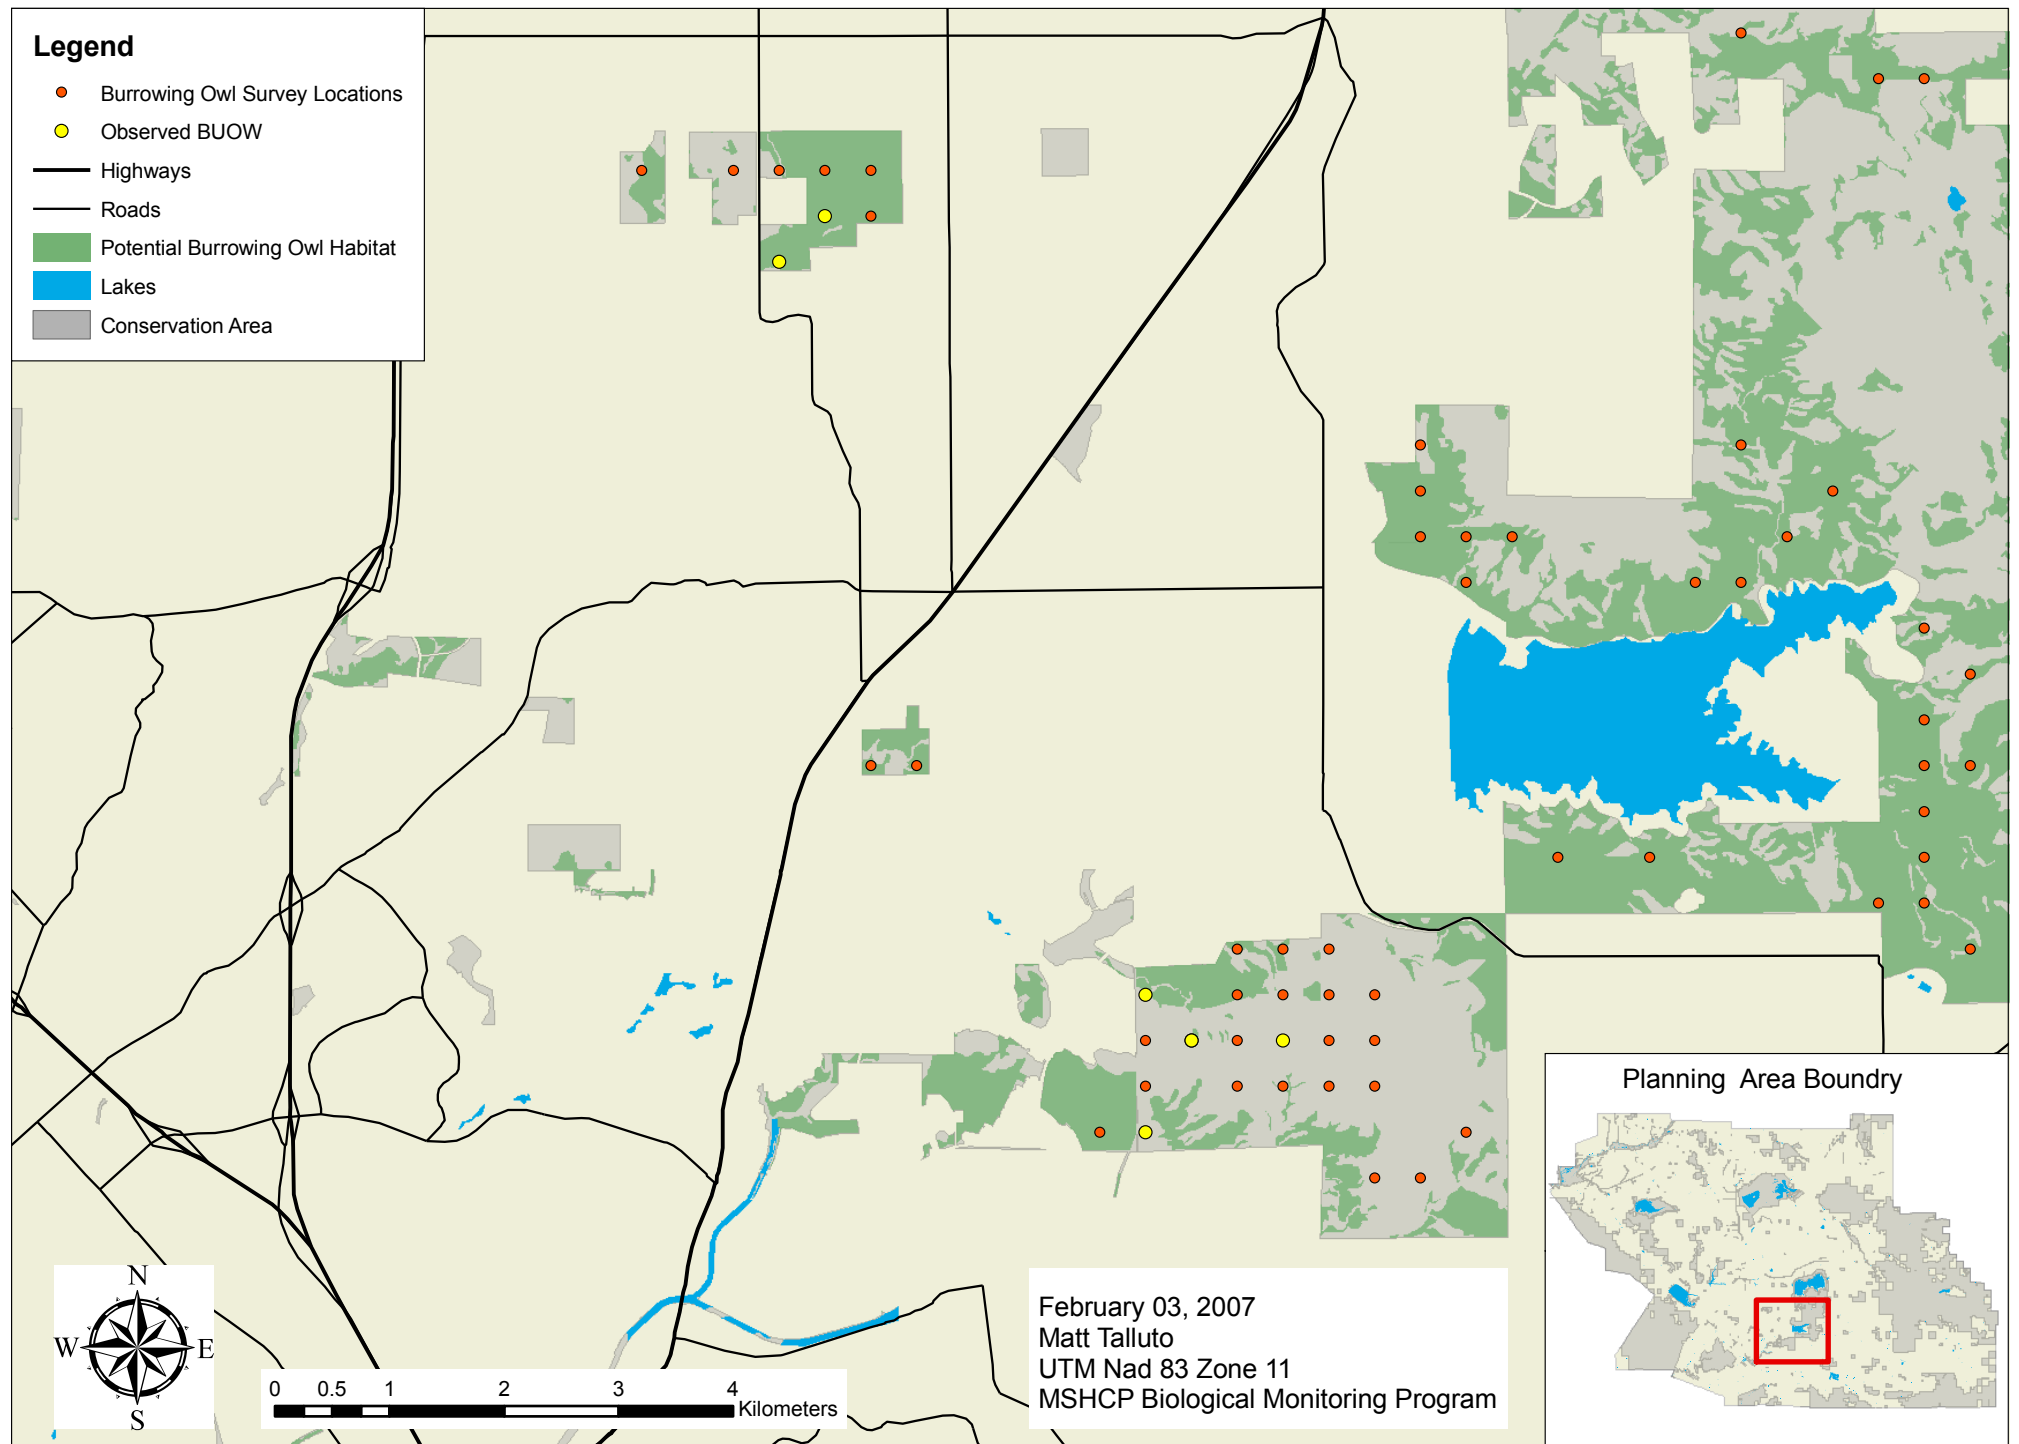 Legend
Burrowing Owl Survey Locations
Observed BUOW
Highways
Roads
Potential Burrowing Owl Habitat
Lakes
Conservation Area
N
W E
S
0 0.5 1 2 3 4
Kilometers
February 03, 2007
Matt Talluto
UTM Nad 83 Zone 11
MSHCP Biological Monitoring Program
Planning Area Boundry